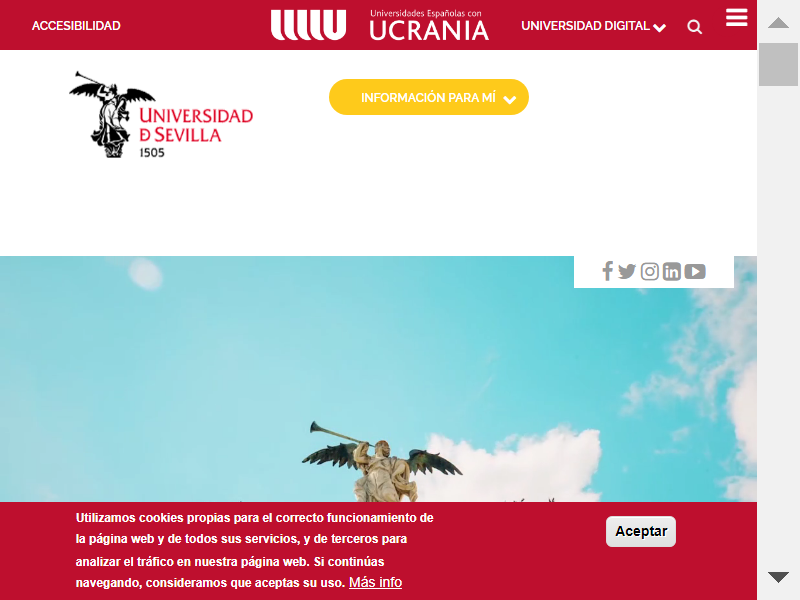 ACCESIBILIDAD
Universidades Españolas con
UCRANIA
UNIVERSIDAD DIGITAL
INFORMACIÓN PARA MÍ
UNIVERSIDAD
D SEVILLA
1505
Utilizamos cookies propias para el correcto funcionamiento de
la página web y de todos sus servicios, y de terceros para
analizar el tráfico en nuestra página web. Si continúas
navegando, consideramos que aceptas su uso. Más info
Aceptar